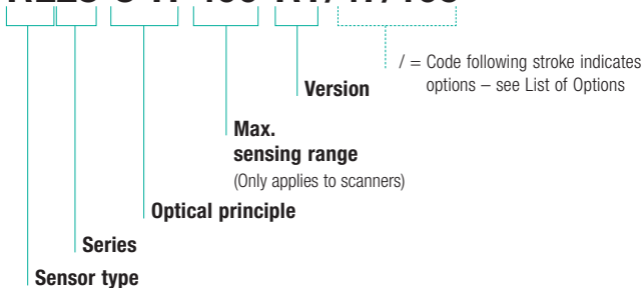 / = Code following stroke indicates
options – see List of Options
Version
Max.
sensing range
(Only applies to scanners)
Optical principle
Series
Sensor type